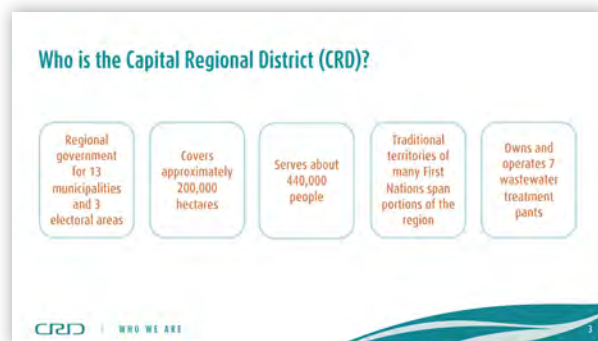 Who is the Capital Regional District (CRD)?
Regional
government
for 13
municipalities
and 3
electoral areas
Covers
approximately
200,000
hectares
Serves about
440,000
people
Traditional
territories of
many First
Nations span
portions of the
region
Owns and
operates 7
wastewater
treatment
pants
CRD | WHO WE ARE
3